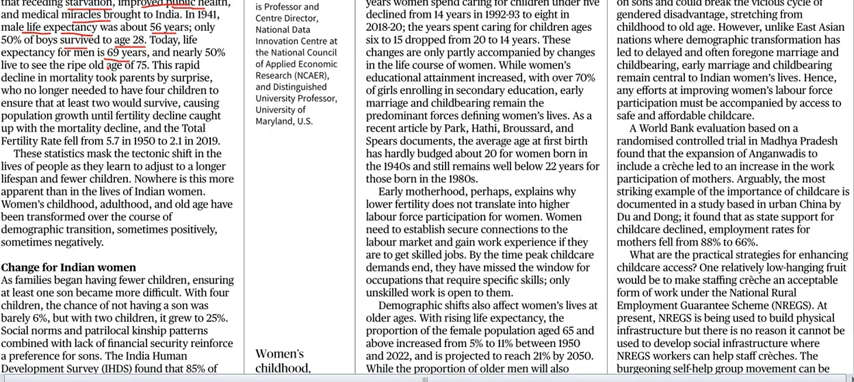 that receding starvation, improved public health,
and medical miracles brought to India. In 1941,
male life expectancy was about 56 years; only
50% of boys survived to age 28. Today, life
expectancy for men is 69 years, and nearly 50%
live to see the ripe old age of 75. This rapid
decline in mortality took parents by surprise,
who no longer needed to have four children to
ensure that at least two would survive, causing
population growth until fertility decline caught
up with the mortality decline, and the Total
Fertility Rate fell from 5.7 in 1950 to 2.1 in 2019.
These statistics mask the tectonic shift in the
lives of people as they learn to adjust to a longer
lifespan and fewer children. Nowhere is this more
apparent than in the lives of Indian women.
Women's childhood, adulthood, and old age have
been transformed over the course of
demographic transition, sometimes positively,
sometimes negatively.
Change for Indian women
As families began having fewer children, ensuring
at least one son became more difficult. With four
children, the chance of not having a son was
barely 6%, but with two children, it grew to 25%.
Social norms and patrilocal kinship patterns
combined with lack of financial security reinforce
a preference for sons. The India Human
Development Survey (IHDS) found that 85% of
is Professor and
Centre Director,
National Data
Innovation Centre at
the National Council
of Applied Economic
Research (NCAER),
and Distinguished
University Professor,
University of
Maryland, U.S.
Women's
childhood,
years women spend caring for children under five
declined from 14 years in 1992-93 to eight in
2018-20; the years spent caring for children ages
six to 15 dropped from 20 to 14 years. These
changes are only partly accompanied by changes
in the life course of women. While women's
educational attainment increased, with over 70%
of girls enrolling in secondary education, early
marriage and childbearing remain the
predominant forces defining women's lives. As a
recent article by Park, Hathi, Broussard, and
Spears documents, the average age at first birth
has hardly budged about 20 for women born in
the 1940s and still remains well below 22 years for
those born in the 1980s.
Early motherhood, perhaps, explains why
lower fertility does not translate into higher
labour force participation for women. Women
need to establish secure connections to the
labour market and gain work experience if they
are to get skilled jobs. By the time peak childcare
demands end, they have missed the window for
occupations that require specific skills; only
unskilled work is open to them.
Demographic shifts also affect women's lives at
older ages. With rising life expectancy, the
proportion of the female population aged 65 and
above increased from 5% to 11% between 1950
and 2022, and is projected to reach 21% by 2050.
While the proportion of older men will also
on sons and could break the vicious cycle of
gendered disadvantage, stretching from
childhood to old age. However, unlike East Asian
nations where demographic transformation has
led to delayed and often foregone marriage and
childbearing, early marriage and childbearing
remain central to Indian women's lives. Hence,
any efforts at improving women's labour force
participation must be accompanied by access to
safe and affordable childcare.
A World Bank evaluation based on a
randomised controlled trial in Madhya Pradesh
found that the expansion of Anganwadis to
include a crèche led to an increase in the work
participation of mothers. Arguably, the most
striking example of the importance of childcare is
documented in a study based in urban China by
Du and Dong; it found that as state support for
childcare declined, employment rates for
mothers fell from 88% to 66%.
What are the practical strategies for enhancing
childcare access? One relatively low-hanging fruit
would be to make staffing crèche an acceptable
form of work under the National Rural
Employment Guarantee Scheme (NREGS). At
present, NREGS is being used to build physical
infrastructure but there is no reason it cannot be
used to develop social infrastructure where
NREGS workers can help staff crèches. The
burgeoning self-help group movement can be